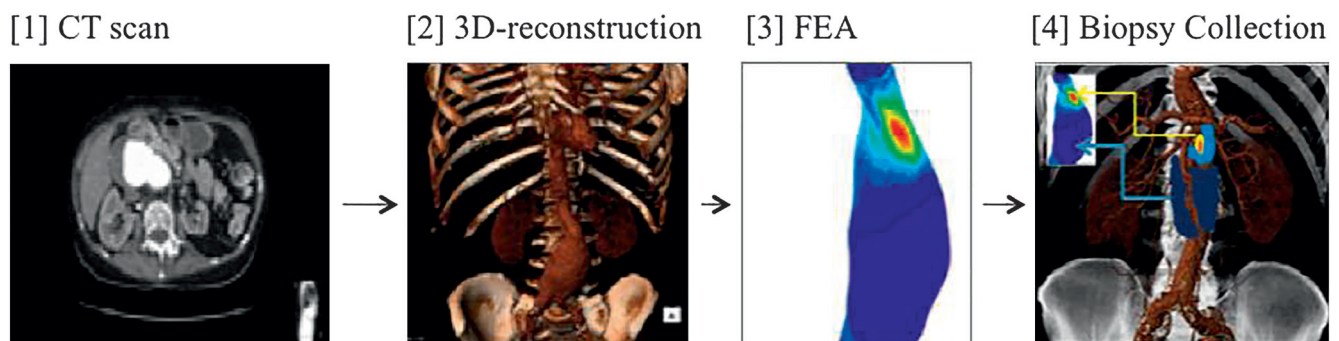 [1] CT scan
[2] 3D-reconstruction
[3] FEA
[4] Biopsy Collection